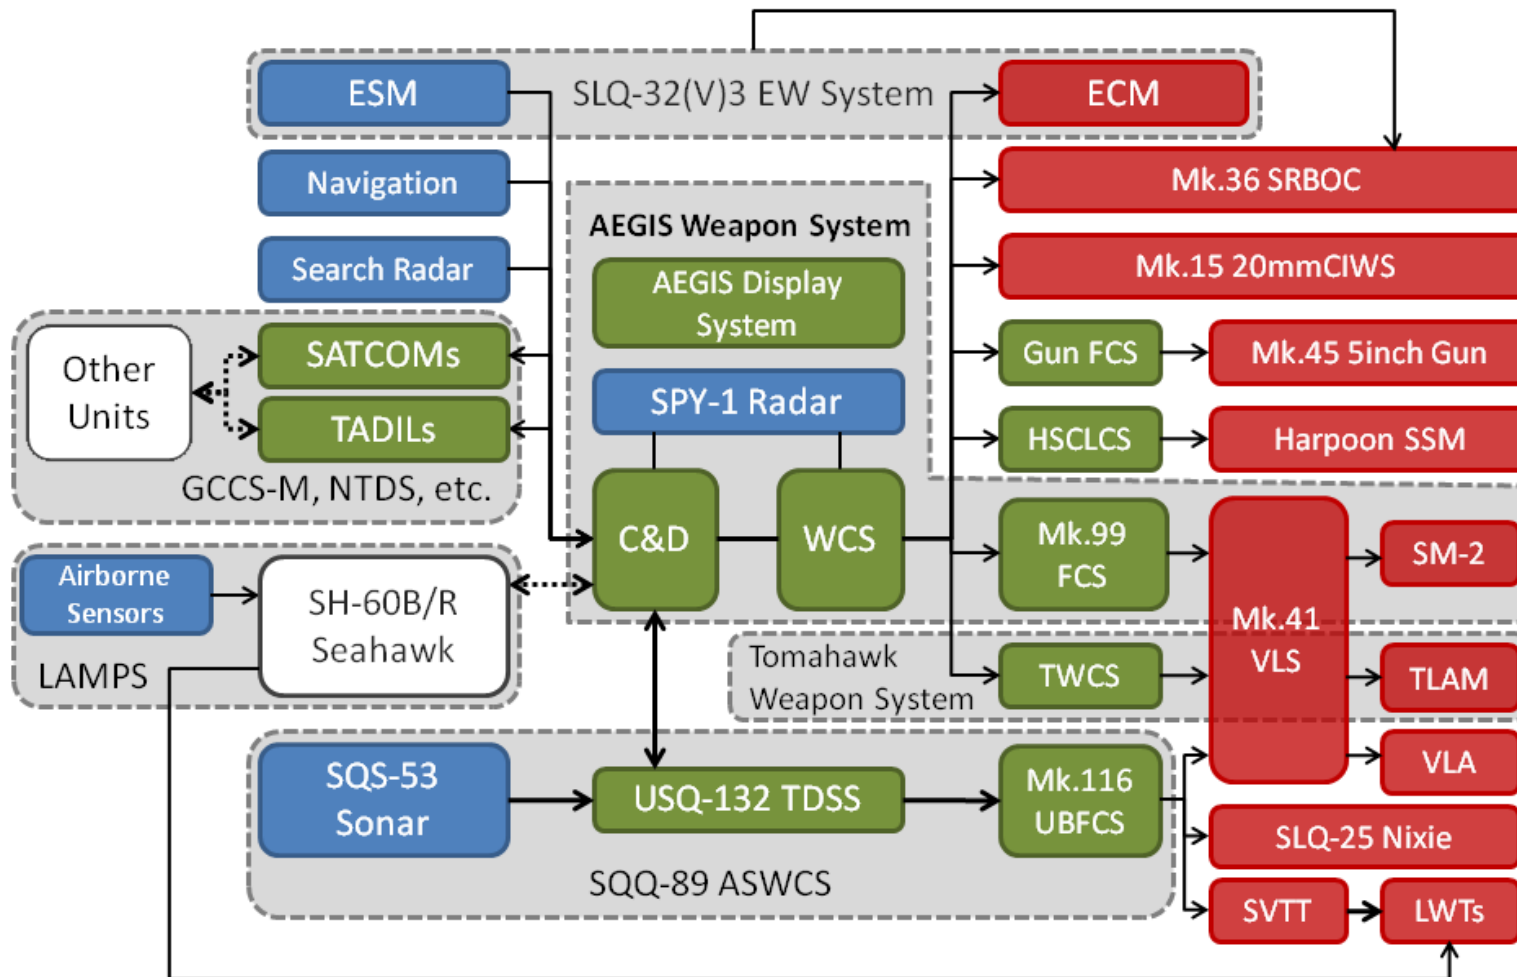 ESM
SLQ-32(V)3 EW System
ECM
Navigation
Mk.36 SRBOC
AEGIS Weapon System
Search Radar
Mk.15 20mmCIWS
AEGIS Display
System
Other
Units
SATCOMs
Gun FCS
Mk.45 5inch Gun
SPY-1 Radar
TADILs
HSCLCS
Harpoon SSM
GCCS-M, NTDS, etc.
C&D
WCS
Mk.99
FCS
SM-2
Airborne
Sensors
SH-60B/R
Seahawk
Mk.41
VLS
LAMPS
Tomahawk
Weapon System
TWCS
TLAM
SQS-53
Sonar
USQ-132 TDSS
Mk.116
UBFCS
VLA
SLQ-25 Nixie
SQQ-89 ASWCS
SVTT
LWTs